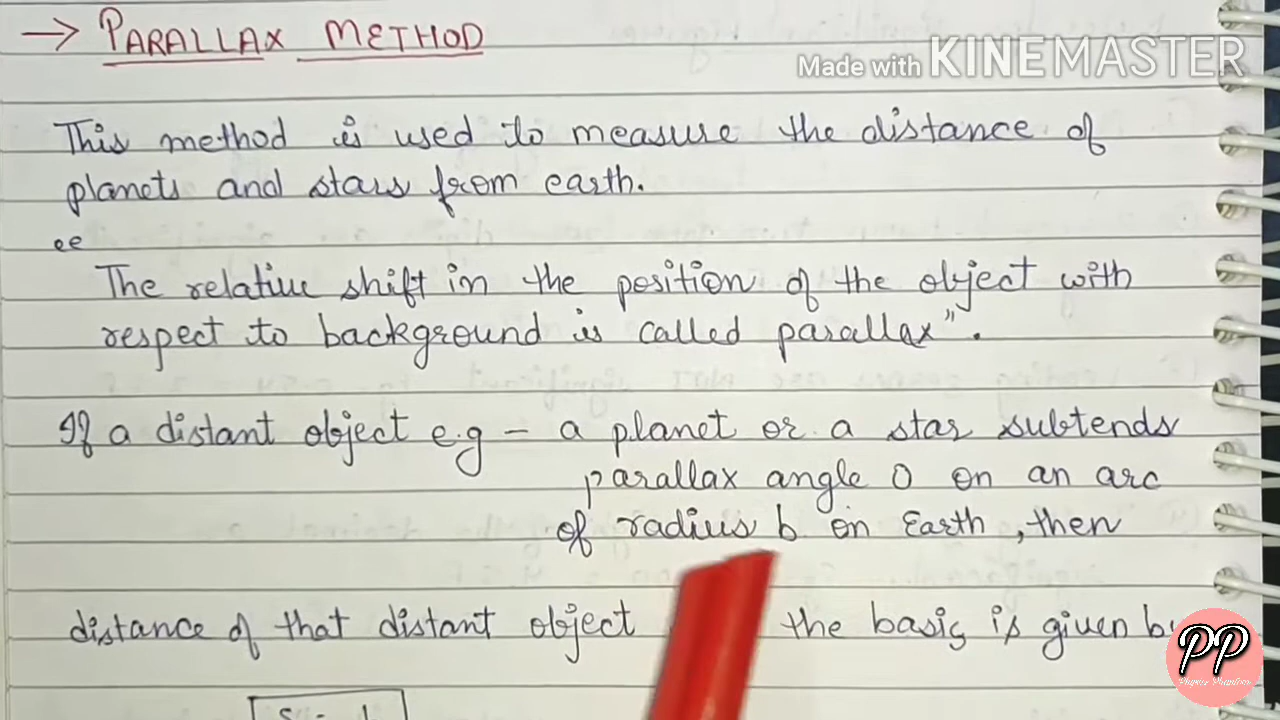 → PARALLAX METHOD
Made with KINEMASTER
This method is used to measure the distance of
planets and stars from earth.
"
The relative shift in the position of the object with
respect to background is called parallax".
If a distant object e.g - a planet or a star subtends
parallax angle O on an arc
of radius b on Earth, then
distance of that distant object the basis is given by
PP
Physics Phantom